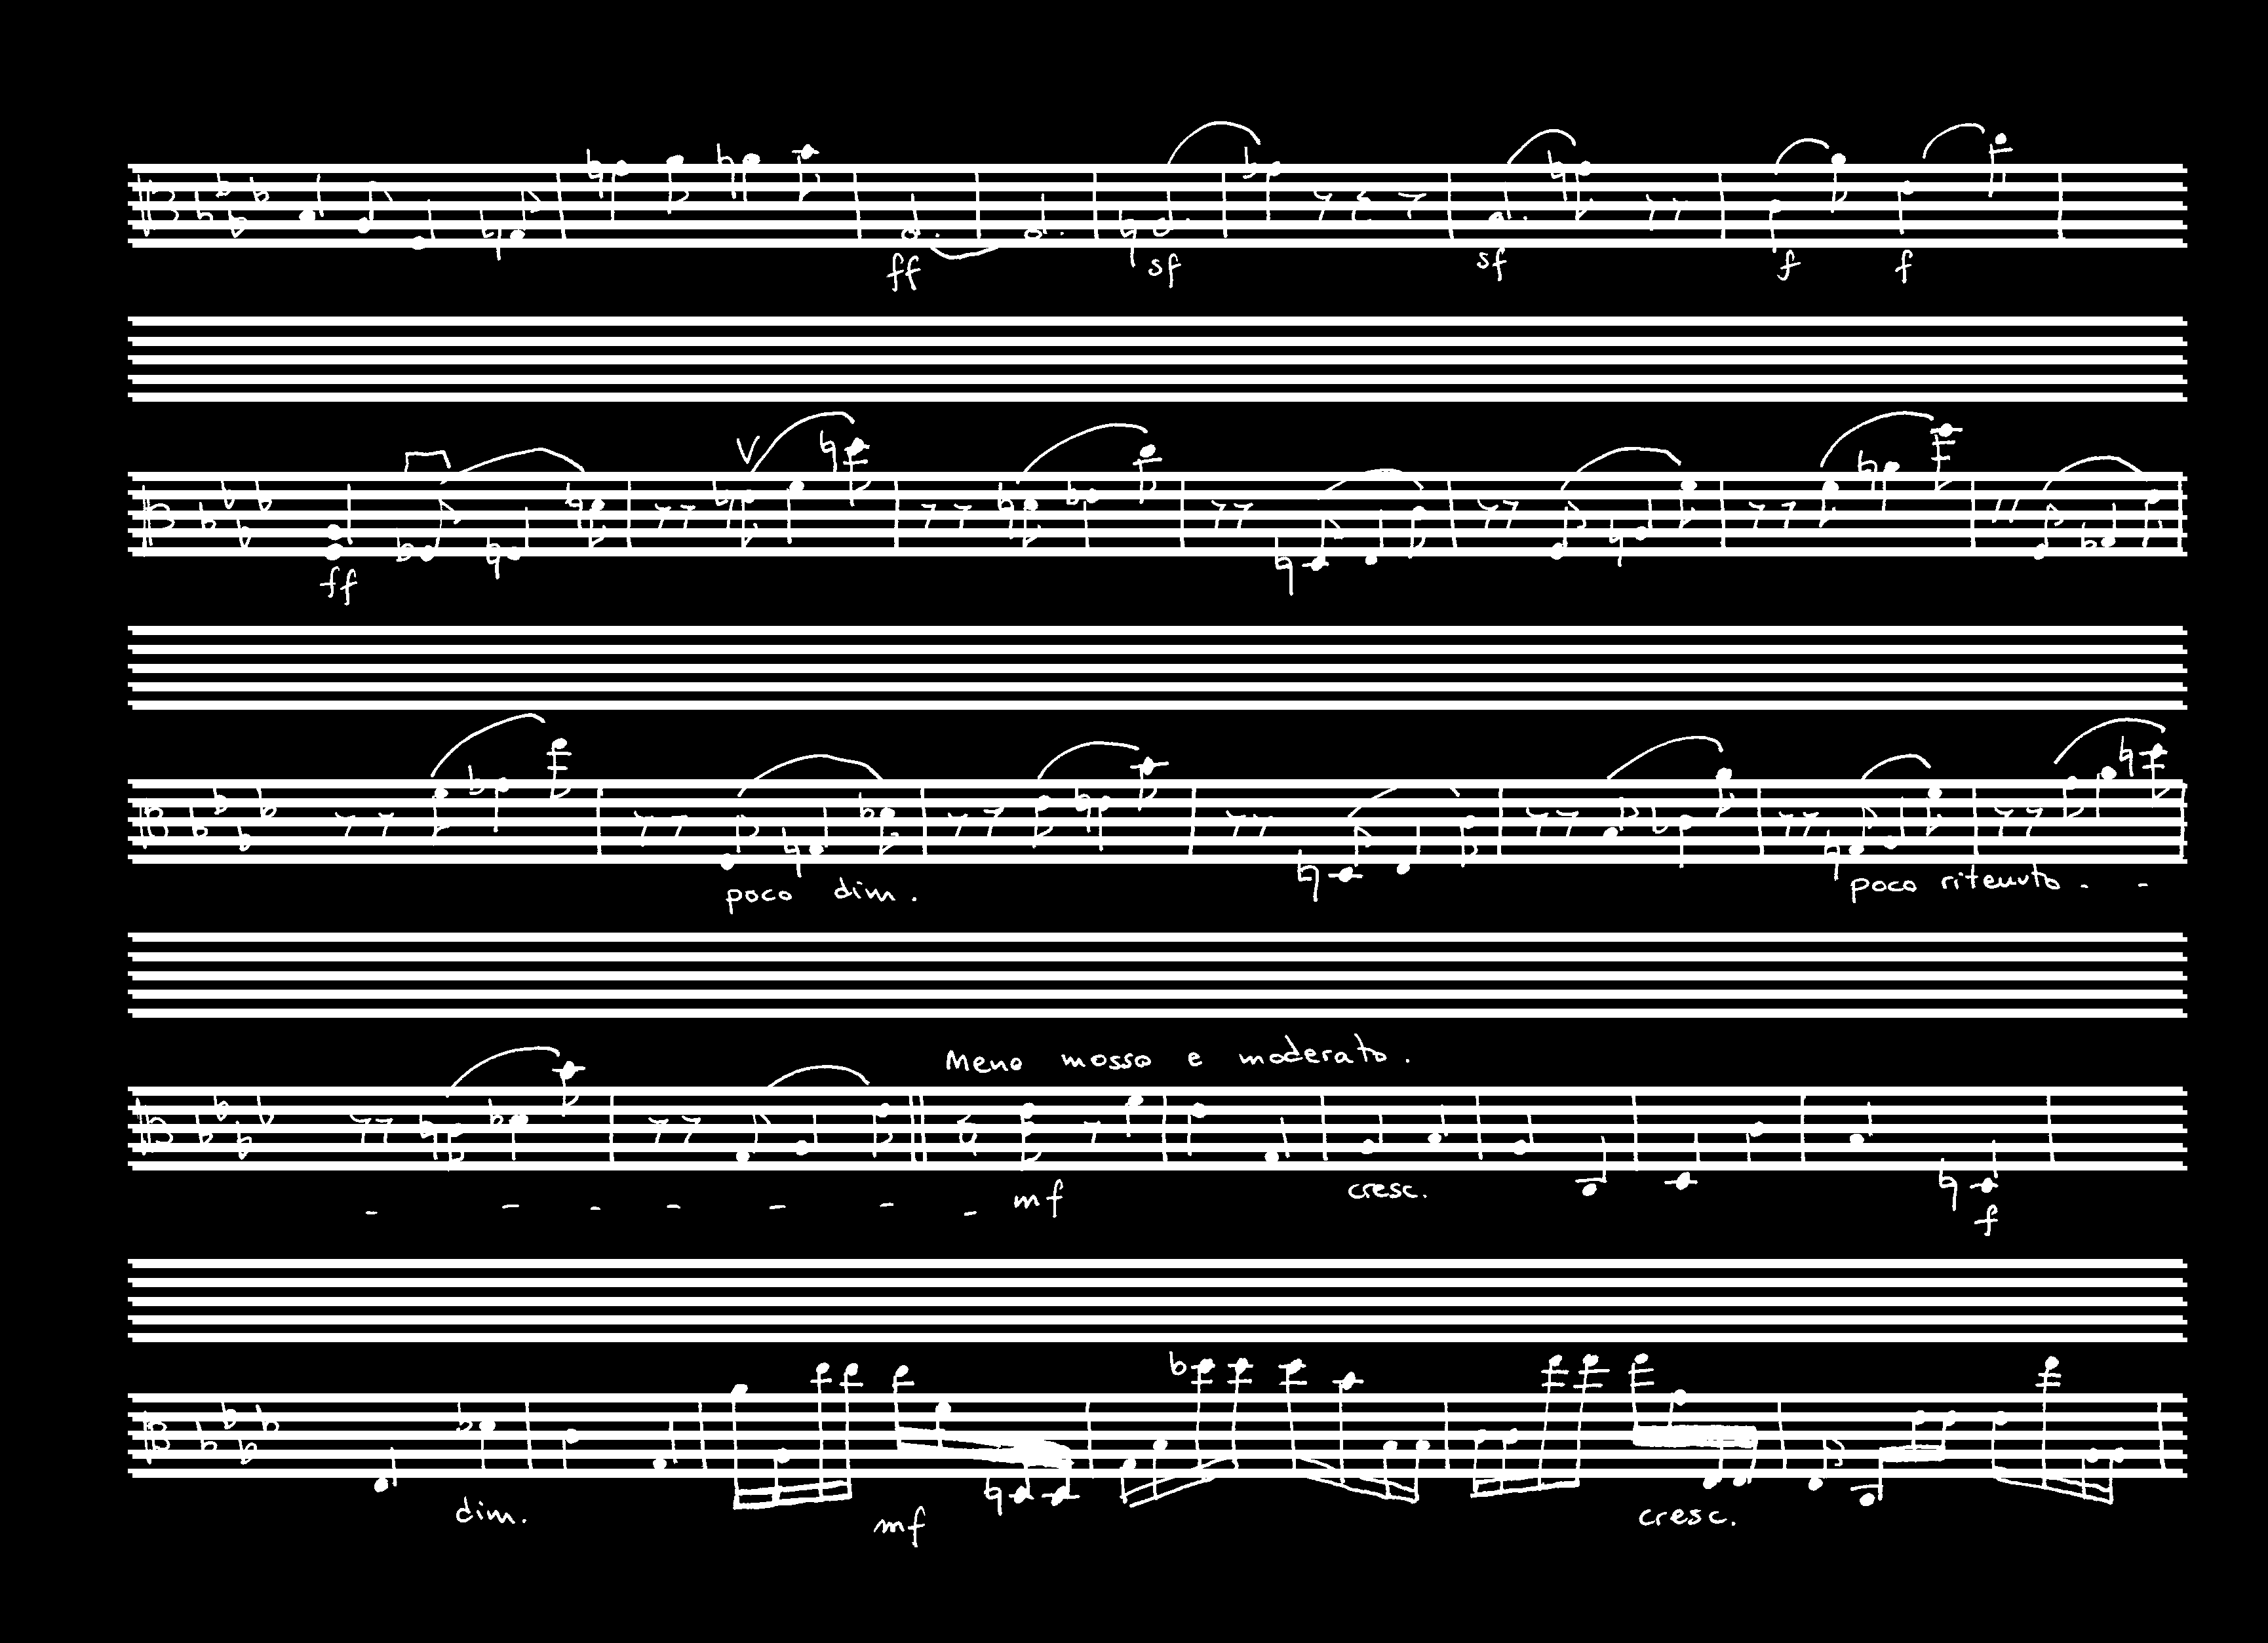 ff sf sf f f
ff
poco dim. poco ritenuto - -
Meno mosso e moderato.
- - - - - - - mf cresc. f
dim. mf cresc.